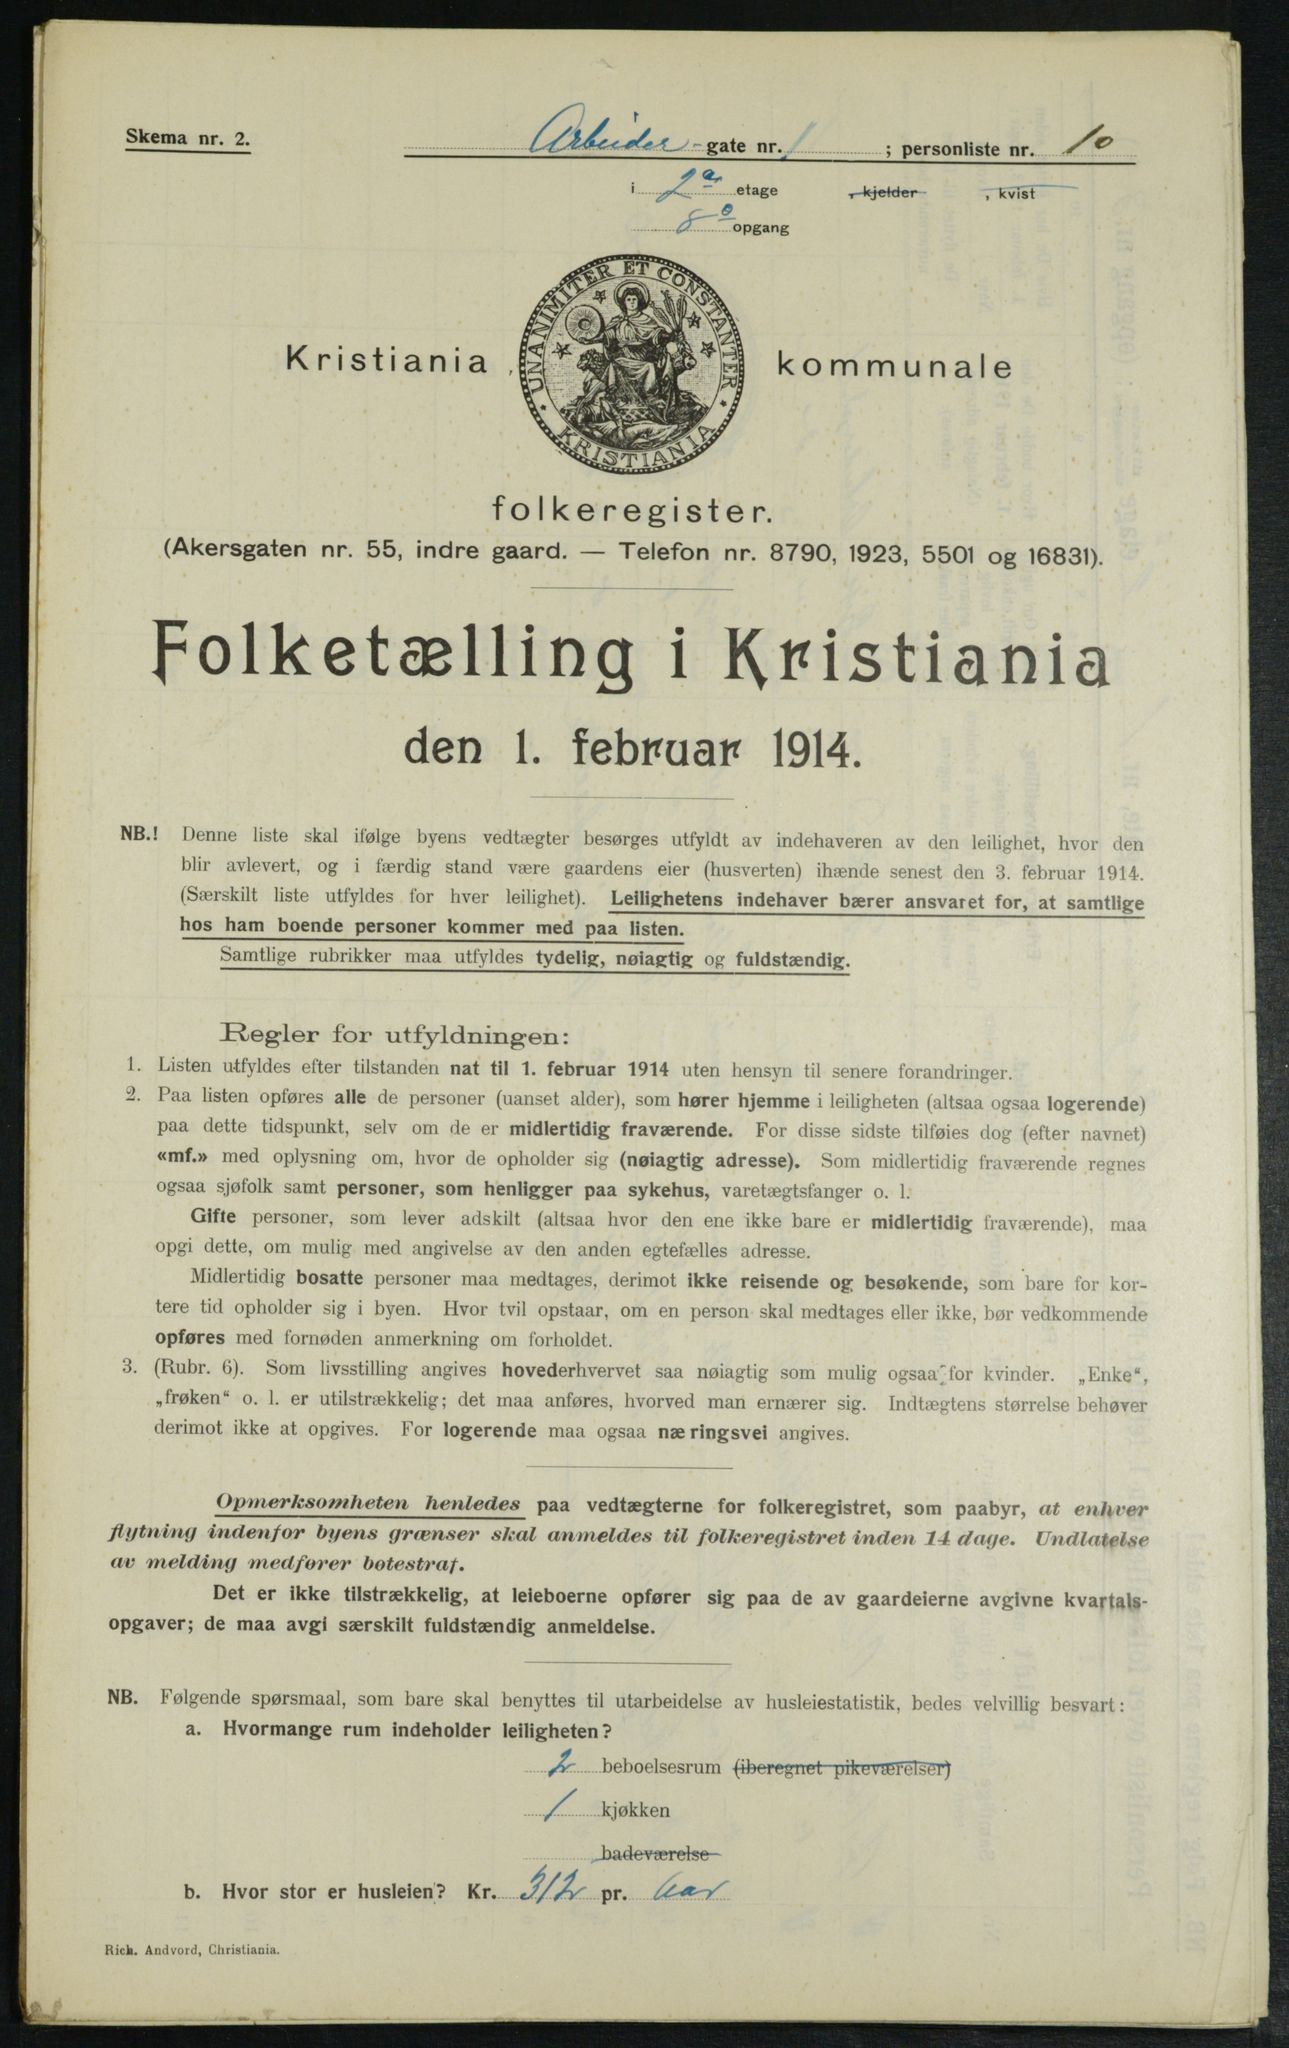 Skema nr. 2.
Arbeider-gate nr. 1 ; personliste nr. 10
i 2a etage , kjelder , kvist
8o opgang
UNANIMITER ET CONSTANTER
KRISTIANIA
Kristiania kommunale
folkeregister.
(Akersgaten nr. 55, indre gaard. — Telefon nr. 8790, 1923, 5501 og 16831).
Folketælling i Kristiania
den 1. februar 1914.
NB.! Denne liste skal ifølge byens vedtægter besørges utfyldt av indehaveren av den leilighet, hvor den
blir avlevert, og i færdig stand være gaardens eier (husverten) ihænde senest den 3. februar 1914.
(Særskilt liste utfyldes for hver leilighet). Leilighetens indehaver bærer ansvaret for, at samtlige
hos ham boende personer kommer med paa listen.
Samtlige rubrikker maa utfyldes tydelig, nøiagtig og fuldstændig.
Regler for utfyldningen:
1. Listen utfyldes efter tilstanden nat til 1. februar 1914 uten hensyn til senere forandringer.
2. Paa listen opføres alle de personer (uanset alder), som hører hjemme i leiligheten (altsaa ogsaa logerende)
paa dette tidspunkt, selv om de er midlertidig fraværende. For disse sidste tilføies dog (efter navnet)
«mf.» med oplysning om, hvor de opholder sig (nøiagtig adresse). Som midlertidig fraværende regnes
ogsaa sjøfolk samt personer, som henligger paa sykehus, varetægtsfanger o. l.
Gifte personer, som lever adskilt (altsaa hvor den ene ikke bare er midlertidig fraværende), maa
opgi dette, om mulig med angivelse av den anden egtefælles adresse.
Midlertidig bosatte personer maa medtages, derimot ikke reisende og besøkende, som bare for kor-
tere tid opholder sig i byen. Hvor tvil opstaar, om en person skal medtages eller ikke, bør vedkommende
opføres med fornøden anmerkning om forholdet.
3. (Rubr. 6). Som livsstilling angives hovederhvervet saa nøiagtig som mulig ogsaa for kvinder. „Enke“,
„frøken“ o. l. er utilstrækkelig; det maa anføres, hvorved man ernærer sig. Indtægtens størrelse behøver
derimot ikke at opgives. For logerende maa ogsaa næringsvei angives.
Opmerksomheten henledes paa vedtægterne for folkeregistret, som paabyr, at enhver
flytning indenfor byens grænser skal anmeldes til folkeregistret inden 14 dage. Undlatelse
av melding medfører bøtestraf.
Det er ikke tilstrækkelig, at leieboerne opfører sig paa de av gaardeierne avgivne kvartals-
opgaver; de maa avgi særskilt fuldstændig anmeldelse.
NB. Følgende spørsmaal, som bare skal benyttes til utarbeidelse av husleiestatistik, bedes velvillig besvart:
a. Hvormange rum indeholder leiligheten?
2 beboelsesrum (iberegnet pikeværelser)
1 kjøkken
badeværelse
b. Hvor stor er husleien? Kr. 312 pr. Aar
Rich. Andvord, Christiania.